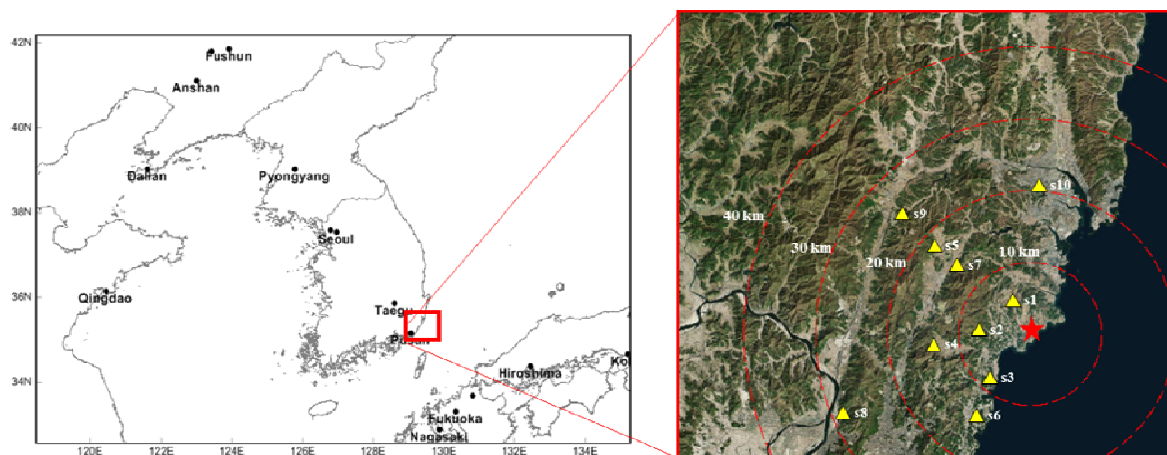 42N
40N
38N
36N
34N
120E
122E
124E
126E
128E
130E
132E
134E
Fushun
Anshan
Dalian
Pyongyang
Seoul
Qingdao
Taegu
Pusan
Hiroshima
Fukuoka
Nagasaki
40 km
30 km
20 km
10 km
s10
s9
s5
s7
s1
s2
s4
s3
s8
s6